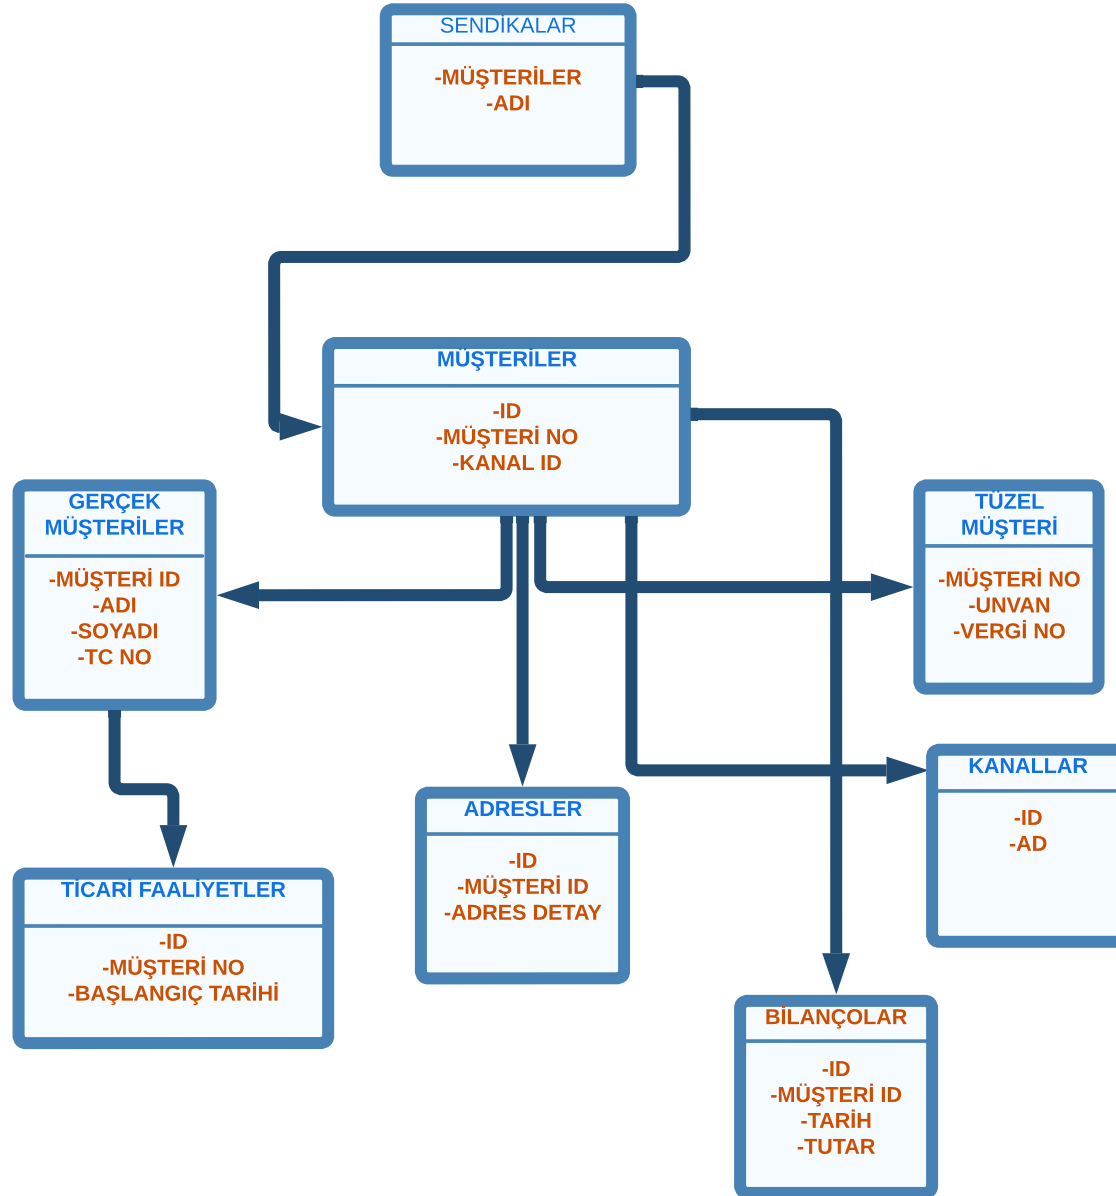 SENDİKALAR
-MÜŞTERİLER
-ADI
MÜŞTERİLER
-ID
-MÜŞTERİ NO
-KANAL ID
GERÇEK
MÜŞTERİLER
-MÜŞTERİ ID
-ADI
-SOYADI
-TC NO
TÜZEL
MÜŞTERİ
-MÜŞTERİ NO
-UNVAN
-VERGİ NO
KANALLAR
-ID
-AD
ADRESLER
-ID
-MÜŞTERİ ID
-ADRES DETAY
TİCARİ FAALİYETLER
-ID
-MÜŞTERİ NO
-BAŞLANGIÇ TARİHİ
BİLANÇOLAR
-ID
-MÜŞTERİ ID
-TARİH
-TUTAR